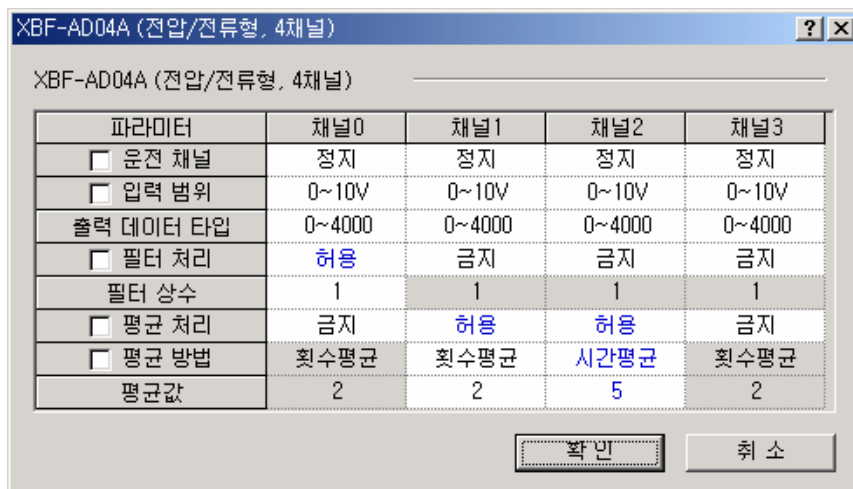 XBF-AD04A (전압/전류형, 4채널)
XBF-AD04A (전압/전류형, 4채널)
파라미터 채널0 채널1 채널2 채널3
운전 채널 정지 정지 정지 정지
입력 범위 0~10V 0~10V 0~10V 0~10V
출력 데이터 타입 0~4000 0~4000 0~4000 0~4000
필터 처리 허용 금지 금지 금지
필터 상수 1 1 1 1
평균 처리 금지 허용 허용 금지
평균 방법 횟수평균 횟수평균 시간평균 횟수평균
평균값 2 2 5 2
확인 취소